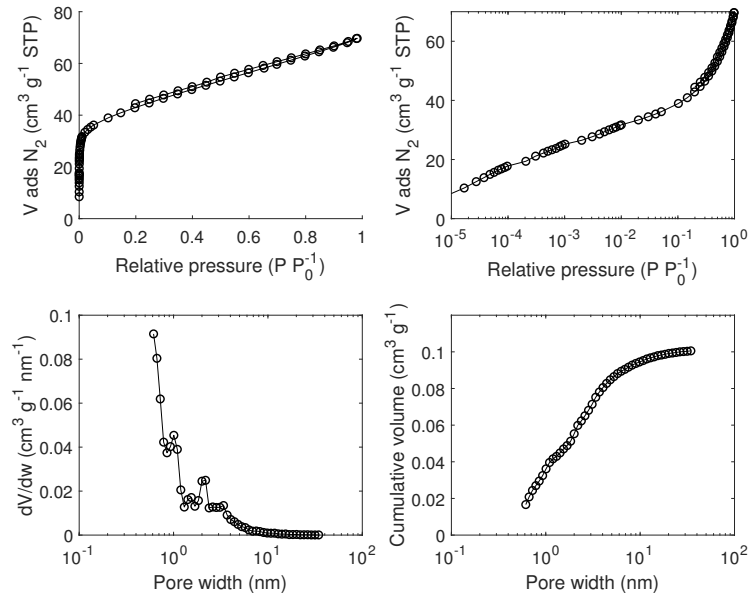 80
60
40
20
0
0 0.2 0.4 0.6 0.8 1
V ads N₂ (cm³ g⁻¹ STP)
Relative pressure (P P₀⁻¹)
60
40
20
0
10⁻⁵ 10⁻⁴ 10⁻³ 10⁻² 10⁻¹ 10⁰
V ads N₂ (cm³ g⁻¹ STP)
Relative pressure (P P₀⁻¹)
0.1
0.08
0.06
0.04
0.02
0
10⁻¹ 10⁰ 10¹ 10²
dV/dw (cm³ g⁻¹ nm⁻¹)
Pore width (nm)
0.1
0.08
0.06
0.04
0.02
0
10⁻¹ 10⁰ 10¹ 10²
Cumulative volume (cm³ g⁻¹)
Pore width (nm)